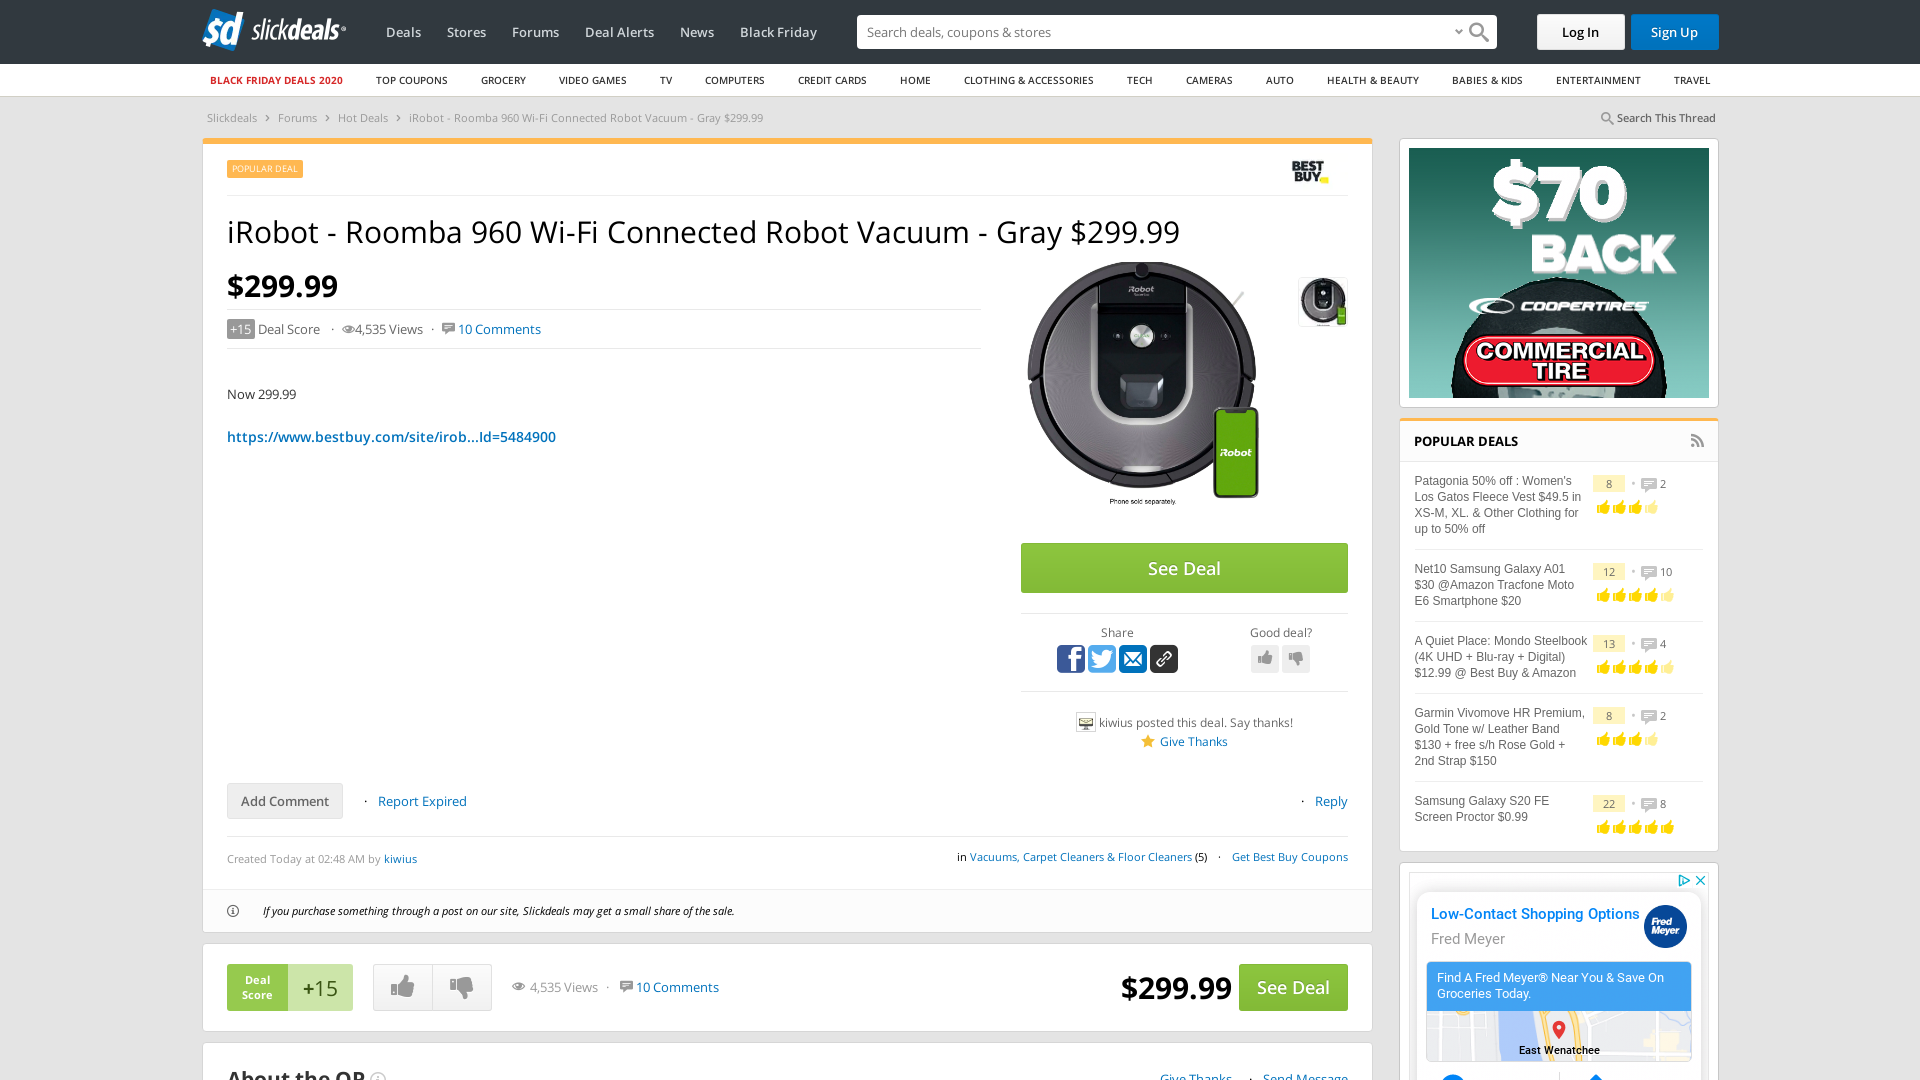 sd slickdeals
Deals Stores Forums Deal Alerts News Black Friday
Search deals, coupons & stores
Log In Sign Up
BLACK FRIDAY DEALS 2020 TOP COUPONS GROCERY VIDEO GAMES TV COMPUTERS CREDIT CARDS HOME CLOTHING & ACCESSORIES TECH CAMERAS AUTO HEALTH & BEAUTY BABIES & KIDS ENTERTAINMENT TRAVEL
Slickdeals > Forums > Hot Deals > iRobot - Roomba 960 Wi-Fi Connected Robot Vacuum - Gray $299.99
Search This Thread
POPULAR DEAL
BEST BUY
iRobot - Roomba 960 Wi-Fi Connected Robot Vacuum - Gray $299.99
$299.99
+15 Deal Score · 4,535 Views · 10 Comments
Now 299.99
https://www.bestbuy.com/site/irob...Id=5484900
iRobot
iRobot
Phone sold separately.
See Deal
Share
Good deal?
kiwius posted this deal. Say thanks!
Give Thanks
Add Comment · Report Expired
· Reply
Created Today at 02:48 AM by kiwius
in Vacuums, Carpet Cleaners & Floor Cleaners (5) · Get Best Buy Coupons
If you purchase something through a post on our site, Slickdeals may get a small share of the sale.
Deal Score
+15
4,535 Views · 10 Comments
$299.99
See Deal
About the OP
Give Thanks · Send Message
$70
BACK
COOPERTIRES
COMMERCIAL
TIRE
POPULAR DEALS
Patagonia 50% off : Women's
Los Gatos Fleece Vest $49.5 in
XS-M, XL. & Other Clothing for
up to 50% off
8 • 2
Net10 Samsung Galaxy A01
$30 @Amazon Tracfone Moto
E6 Smartphone $20
12 • 10
A Quiet Place: Mondo Steelbook
(4K UHD + Blu-ray + Digital)
$12.99 @ Best Buy & Amazon
13 • 4
Garmin Vivomove HR Premium,
Gold Tone w/ Leather Band
$130 + free s/h Rose Gold +
2nd Strap $150
8 • 2
Samsung Galaxy S20 FE
Screen Proctor $0.99
22 • 8
Low-Contact Shopping Options
Fred Meyer
Fred
Meyer
Find A Fred Meyer® Near You & Save On
Groceries Today.
East Wenatchee